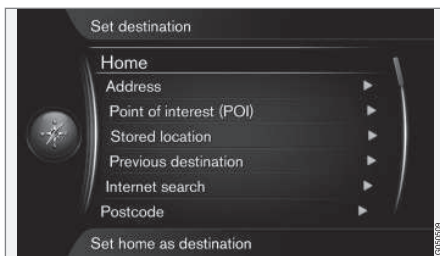 Set destination
Home
Address
Point of interest (POI)
Stored location
Previous destination
Internet search
Postcode
Set home as destination
G050509